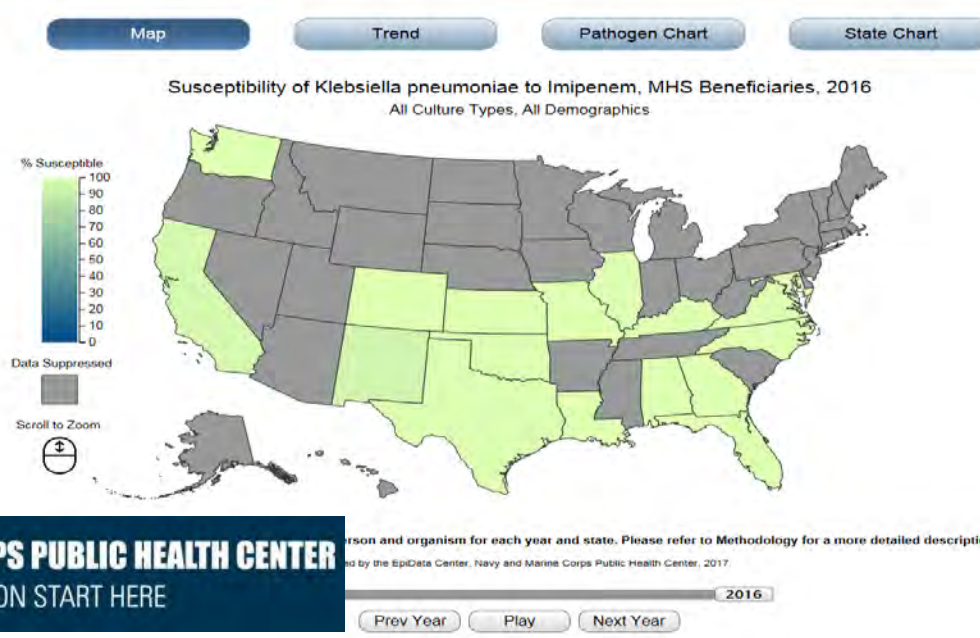 Map
Trend
Pathogen Chart
State Chart
Susceptibility of Klebsiella pneumoniae to Imipenem, MHS Beneficiaries, 2016
All Culture Types, All Demographics
% Susceptible
100
90
80
70
60
50
40
30
20
10
0
Data Suppressed
Scroll to Zoom
PS PUBLIC HEALTH CENTER
ON START HERE
erson and organism for each year and state. Please refer to Methodology for a more detailed descripti
ed by the EpiData Center, Navy and Marine Corps Public Health Center, 2017
2016
Prev Year
Play
Next Year